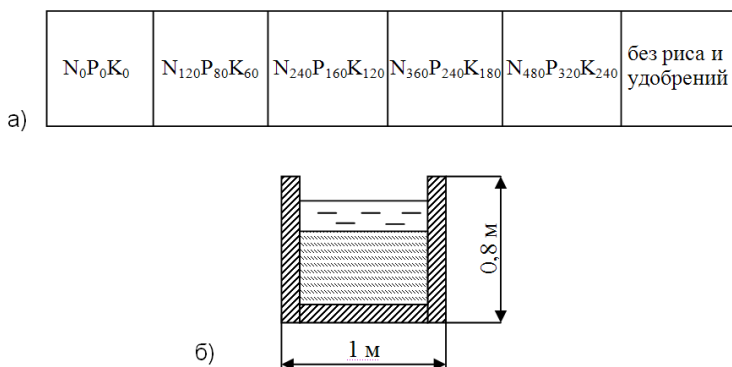 N₀P₀K₀ N₁₂₀P₈₀K₆₀ N₂₄₀P₁₆₀K₁₂₀ N₃₆₀P₂₄₀K₁₈₀ N₄₈₀P₃₂₀K₂₄₀ без риса и
удобрений
а)
0,8 м
1 м
б)